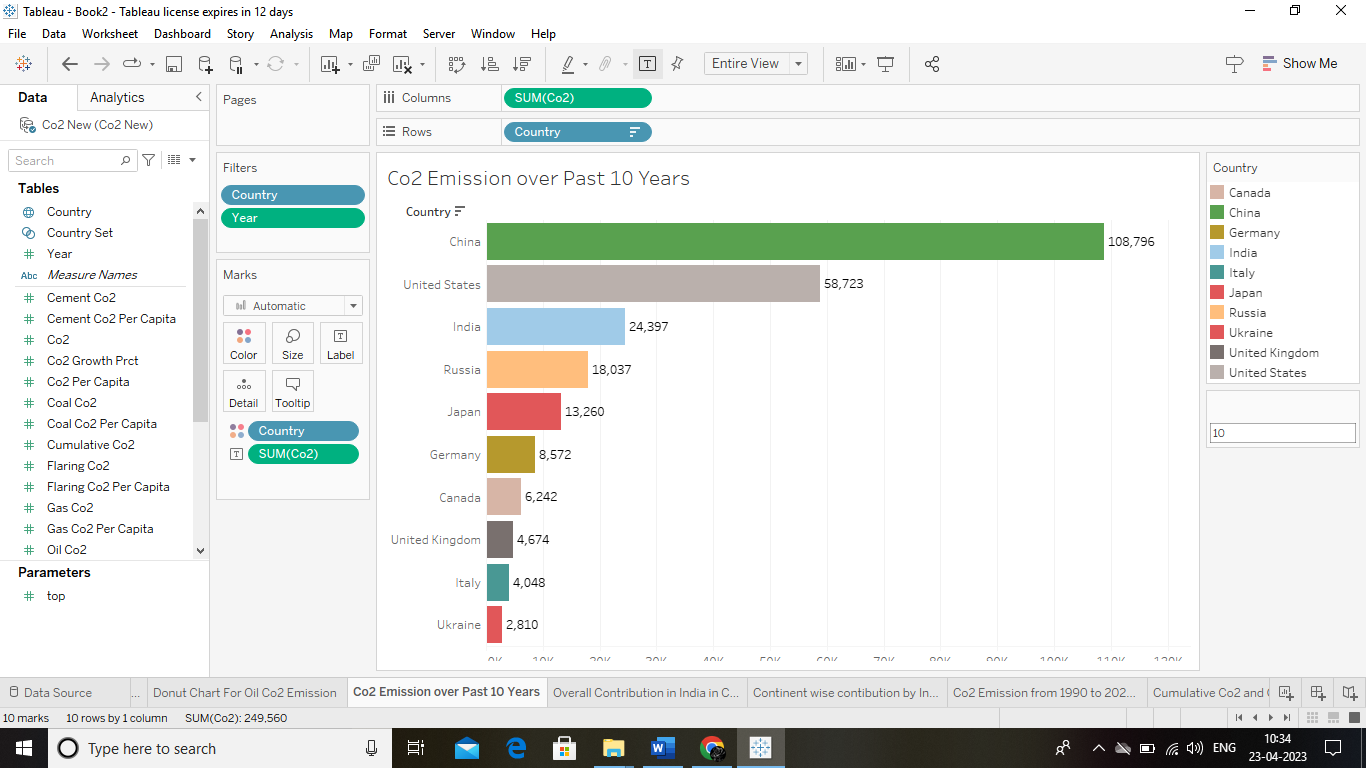 Tableau - Book2 - Tableau license expires in 12 days
File Data Worksheet Dashboard Story Analysis Map Format Server Window Help
Entire View
Show Me
Data Analytics
Co2 New (Co2 New)
Search
Tables
Country
Country Set
Year
Abc Measure Names
Cement Co2
Cement Co2 Per Capita
Co2
Co2 Growth Prct
Co2 Per Capita
Coal Co2
Coal Co2 Per Capita
Cumulative Co2
Flaring Co2
Flaring Co2 Per Capita
Gas Co2
Gas Co2 Per Capita
Oil Co2
Parameters
top
Pages
Filters
Country
Year
Marks
Automatic
Color Size Label
Detail Tooltip
Country
SUM(Co2)
Columns SUM(Co2)
Rows Country
Co2 Emission over Past 10 Years
Country
China 108,796
United States 58,723
India 24,397
Russia 18,037
Japan 13,260
Germany 8,572
Canada 6,242
United Kingdom 4,674
Italy 4,048
Ukraine 2,810
0K 10K 20K 30K 40K 50K 60K 70K 80K 90K 100K 110K 120K
Country
Canada
China
Germany
India
Italy
Japan
Russia
Ukraine
United Kingdom
United States
10
Data Source ... Donut Chart For Oil Co2 Emission Co2 Emission over Past 10 Years Overall Contribution in India in C... Continent wise contibution by In... Co2 Emission from 1990 to 202... Cumulative Co2 and
10 marks 10 rows by 1 column SUM(Co2): 249.560
Type here to search
ENG
10:34
23-04-2023